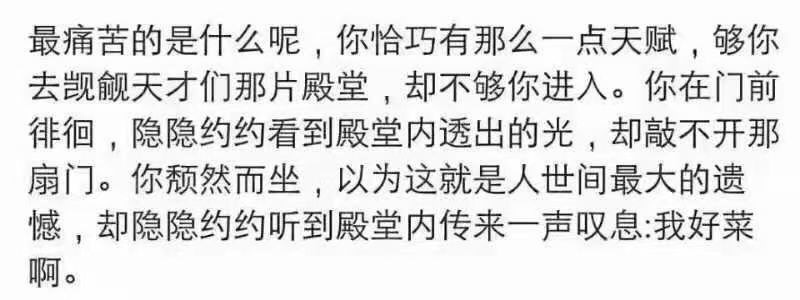 最痛苦的是什么呢，你恰巧有那么一点天赋，够你
去觊觎天才们那片殿堂，却不够你进入。你在门前
徘徊，隐隐约约看到殿堂内透出的光，却敲不开那
扇门。你颓然而坐，以为这就是人世间最大的遗
憾，却隐隐约约听到殿堂内传来一声叹息:我好菜
啊。